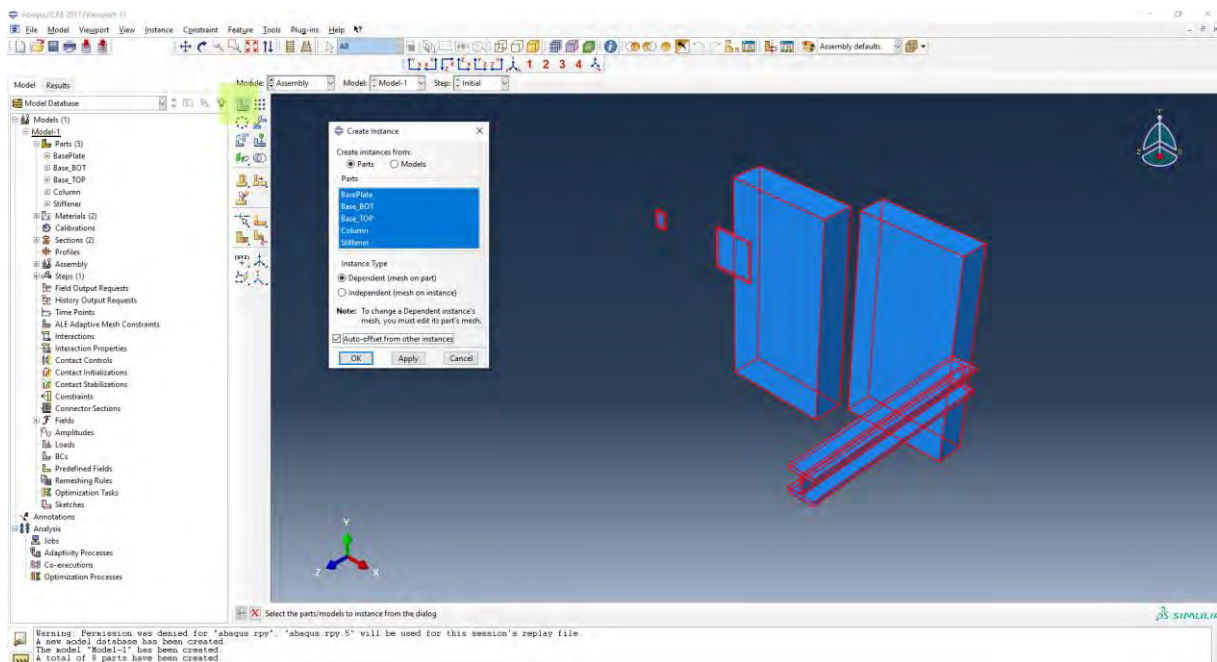 Abaqus/CAE 2017 [Viewport: 1]
File Model Viewport View Instance Constraint Feature Tools Plug-ins Help
All
Assembly defaults
1 2 3 4
Model Results
Module: Assembly Model: Model-1 Step: Initial
Model Database
Models (1)
Model-1
Parts (5)
BasePlate
Base_BOT
Base_TOP
Column
Stiffener
Materials (2)
Calibrations
Sections (2)
Profiles
Assembly
Steps (1)
Field Output Requests
History Output Requests
Time Points
ALE Adaptive Mesh Constraints
Interactions
Interaction Properties
Contact Controls
Contact Initializations
Contact Stabilizations
Constraints
Connector Sections
Fields
Amplitudes
Loads
BCs
Predefined Fields
Remeshing Rules
Optimization Tasks
Sketches
Annotations
Analysis
Jobs
Adaptivity Processes
Co-executions
Optimization Processes
Create Instance
Create instances from:
Parts Models
Parts
BasePlate
Base_BOT
Base_TOP
Column
Stiffener
Instance Type
Dependent (mesh on part)
Independent (mesh on instance)
Note: To change a Dependent instance's
mesh, you must edit its part's mesh.
Auto-offset from other instances
OK Apply Cancel
Y
Z X
Select the parts/models to instance from the dialog
SIMULIA
Warning: Permission was denied for "abaqus.rpy". "abaqus.rpy.5" will be used for this session's replay file.
A new model database has been created.
The model "Model-1" has been created.
A total of 8 parts have been created.